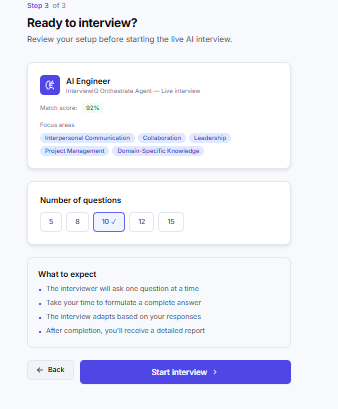 Step 3 of 3
Ready to interview?
Review your setup before starting the live AI interview.
AI Engineer
InterviewIQ Orchestrate Agent — Live interview
Match score: 92%
Focus areas
Interpersonal Communication Collaboration Leadership
Project Management Domain-Specific Knowledge
Number of questions
5 8 10 ✓ 12 15
What to expect
• The interviewer will ask one question at a time
• Take your time to formulate a complete answer
• The interview adapts based on your responses
• After completion, you'll receive a detailed report
← Back Start interview ›